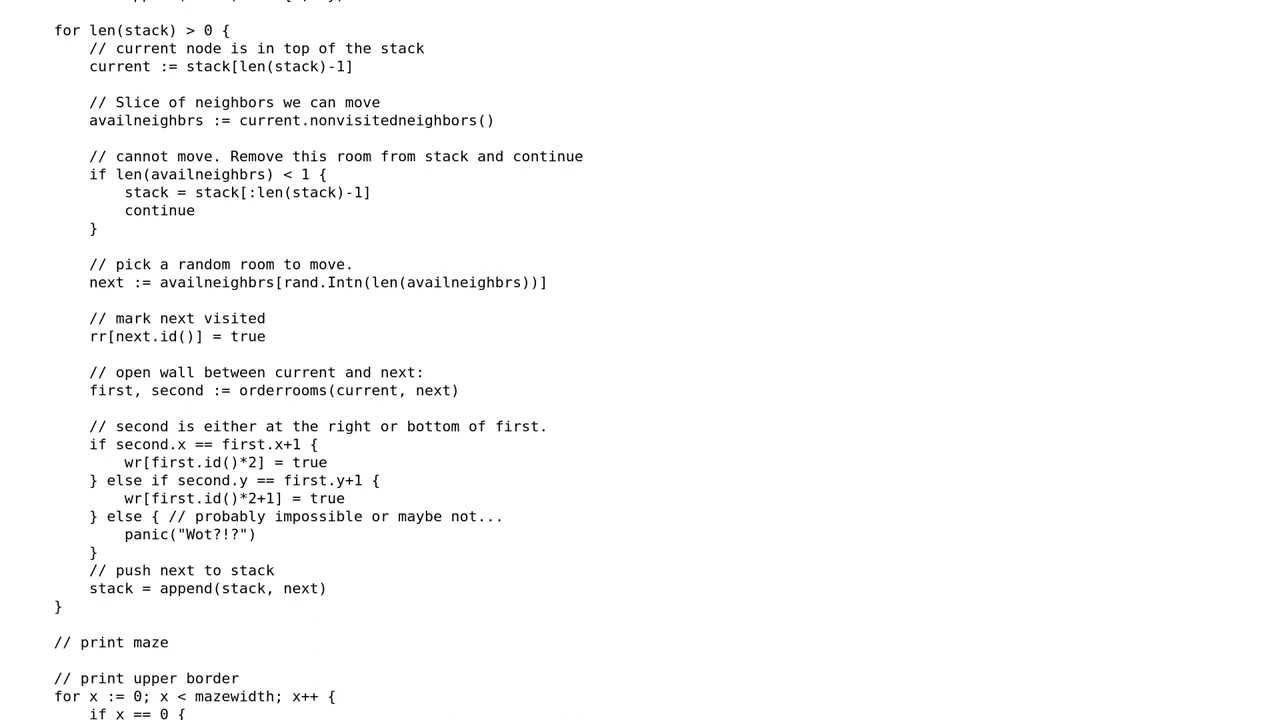 for len(stack) > 0 {
    // current node is in top of the stack
    current := stack[len(stack)-1]

    // Slice of neighbors we can move
    availneighbrs := current.nonvisitedneighbors()

    // cannot move. Remove this room from stack and continue
    if len(availneighbrs) < 1 {
        stack = stack[:len(stack)-1]
        continue
    }

    // pick a random room to move.
    next := availneighbrs[rand.Intn(len(availneighbrs))]

    // mark next visited
    rr[next.id()] = true

    // open wall between current and next:
    first, second := orderrooms(current, next)

    // second is either at the right or bottom of first.
    if second.x == first.x+1 {
        wr[first.id()*2] = true
    } else if second.y == first.y+1 {
        wr[first.id()*2+1] = true
    } else { // probably impossible or maybe not...
        panic("Wot?!?")
    }
    // push next to stack
    stack = append(stack, next)
}

// print maze

// print upper border
for x := 0; x < mazewidth; x++ {
    if x == 0 {